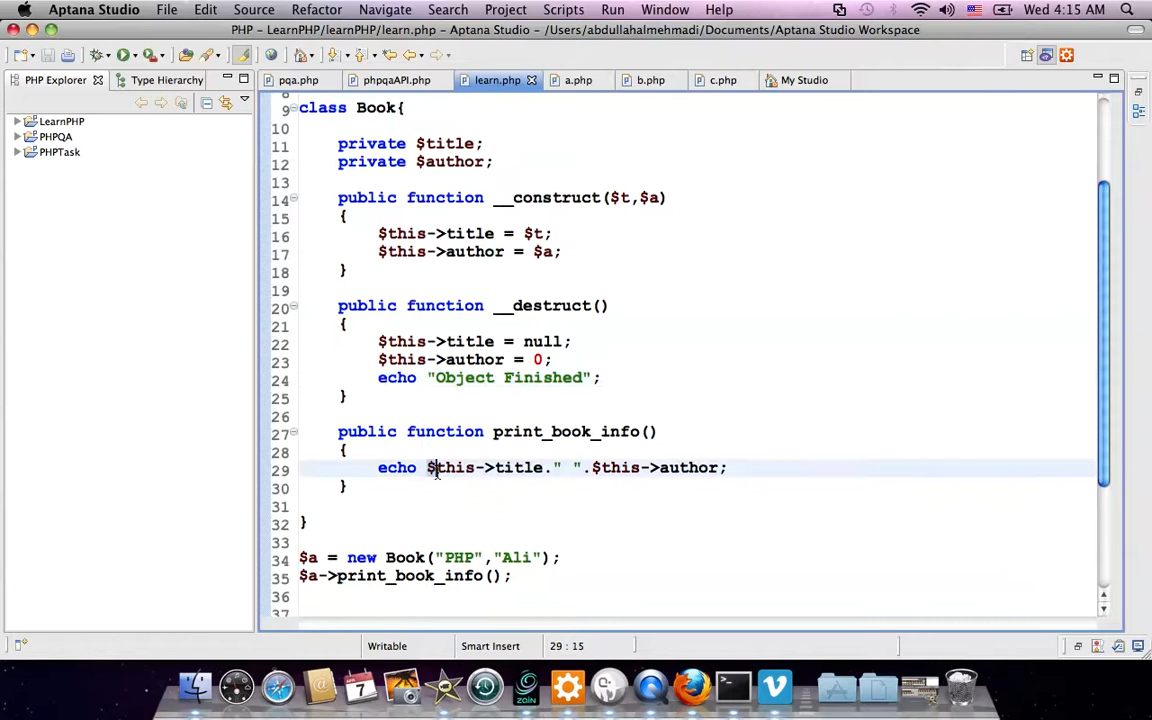 Aptana Studio File Edit Source Refactor Navigate Search Project Scripts Run Window Help Wed 4:15 AM
PHP - LearnPHP/learnPHP/learn.php - Aptana Studio - /Users/abdullahalmehmadi/Documents/Aptana Studio Workspace
PHP Explorer Type Hierarchy pqa.php phpqaAPI.php learn.php a.php b.php c.php My Studio
LearnPHP
PHPQA
PHPTask
9 class Book{
10
11 private $title;
12 private $author;
13
14 public function __construct($t,$a)
15 {
16 $this->title = $t;
17 $this->author = $a;
18 }
19
20 public function __destruct()
21 {
22 $this->title = null;
23 $this->author = 0;
24 echo "Object Finished";
25 }
26
27 public function print_book_info()
28 {
29 echo $this->title." ".$this->author;
30 }
31
32 }
33
34 $a = new Book("PHP","Ali");
35 $a->print_book_info();
36
37
Writable Smart Insert 29 : 15
7
zain